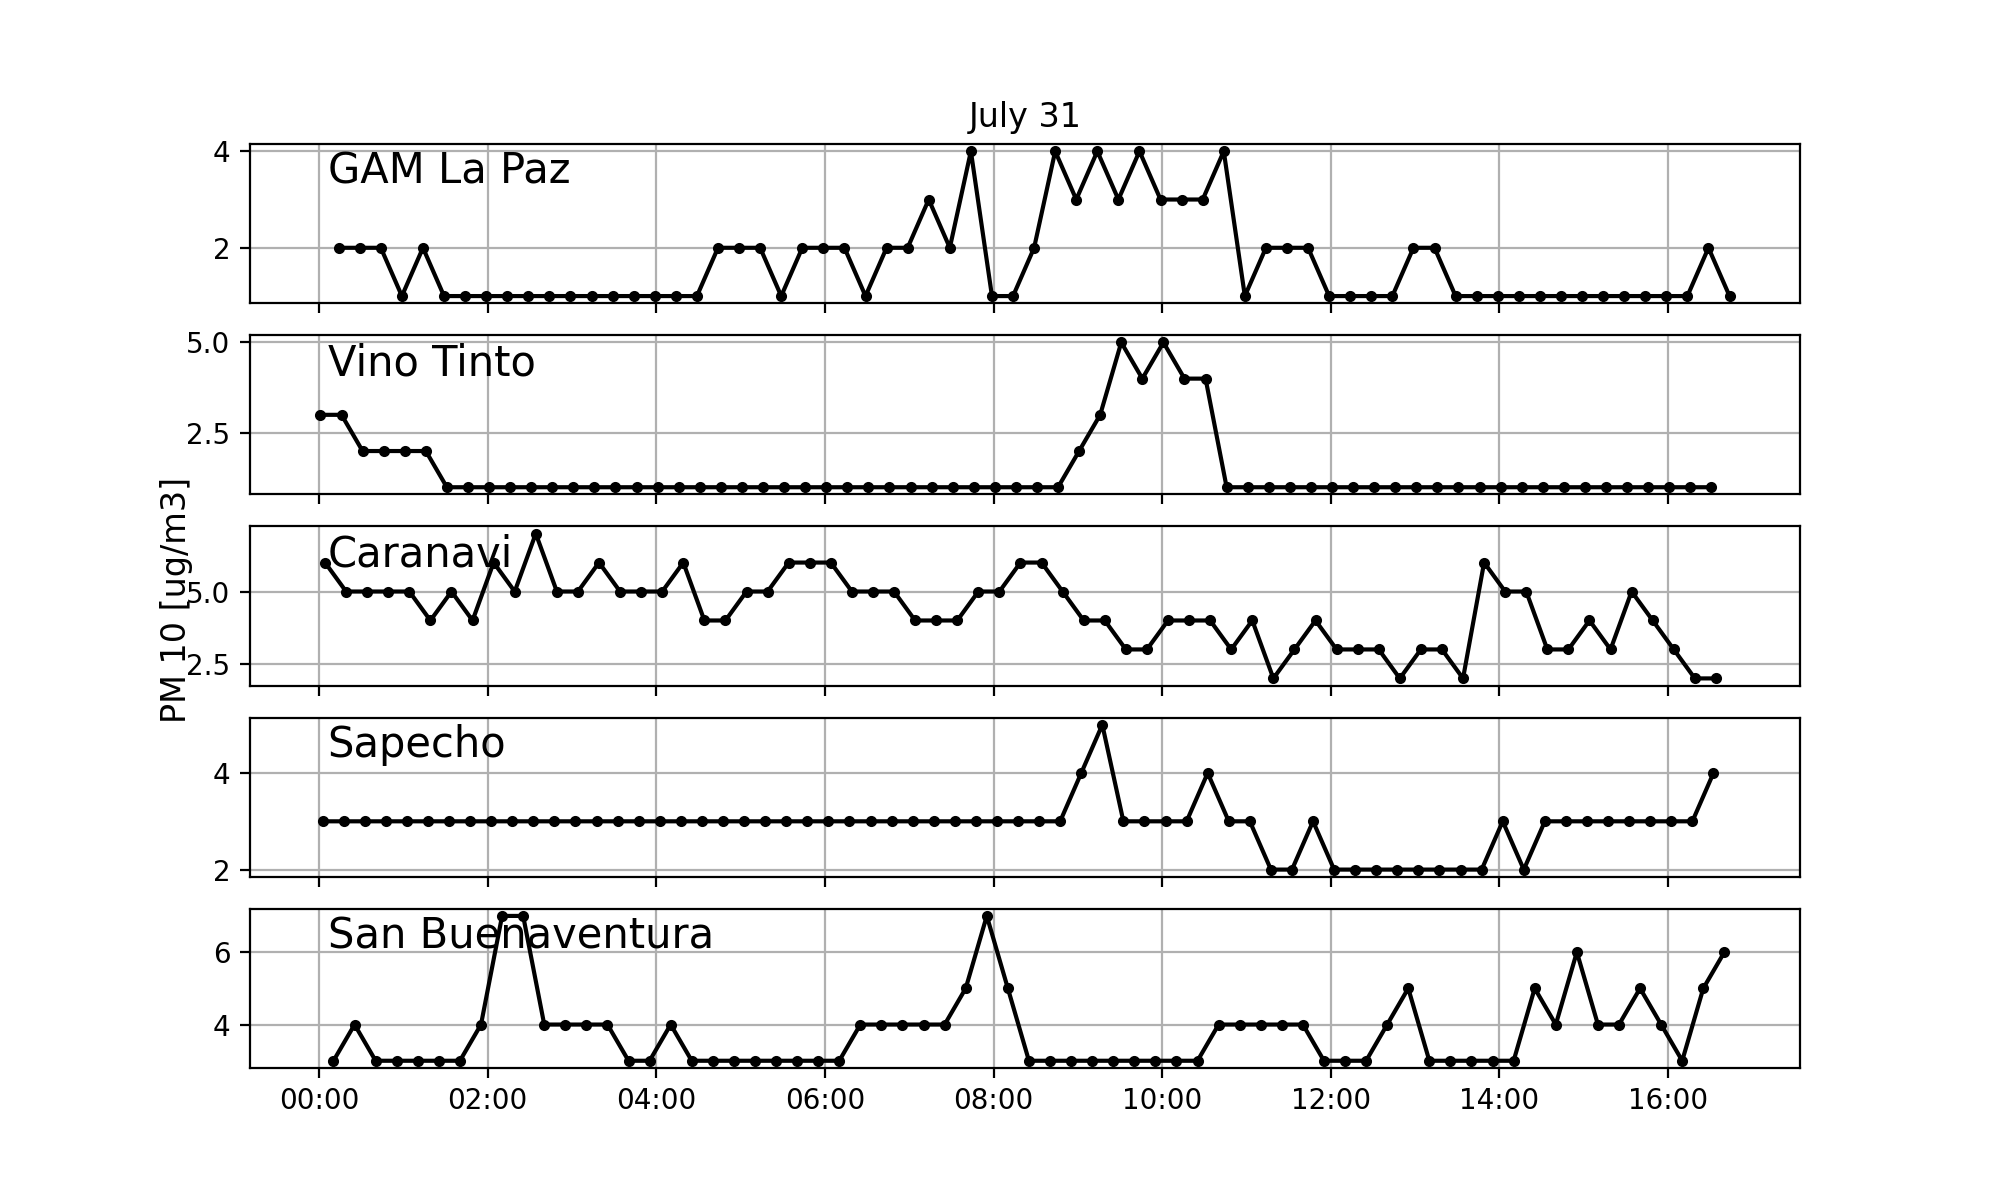 July 31
4
GAM La Paz
2
5.0
Vino Tinto
2.5
PM 10 [ug/m3]
Caranavi
5.0
2.5
Sapecho
4
2
San Buenaventura
6
4
00:00 02:00 04:00 06:00 08:00 10:00 12:00 14:00 16:00